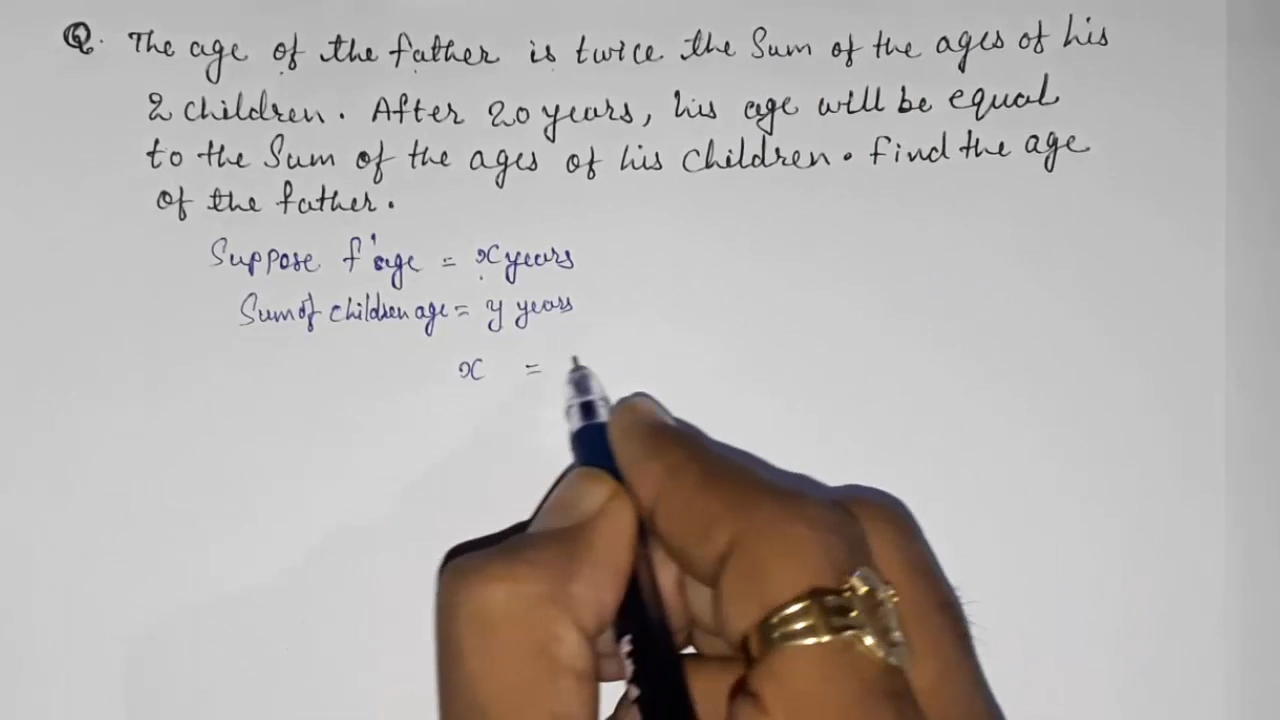 Q. The age of the father is twice the Sum of the ages of his
2 children. After 20 years, his age will be equal
to the Sum of the ages of his children. find the age
of the father.
Suppose f'age = x years
Sum of children age = y years
x =